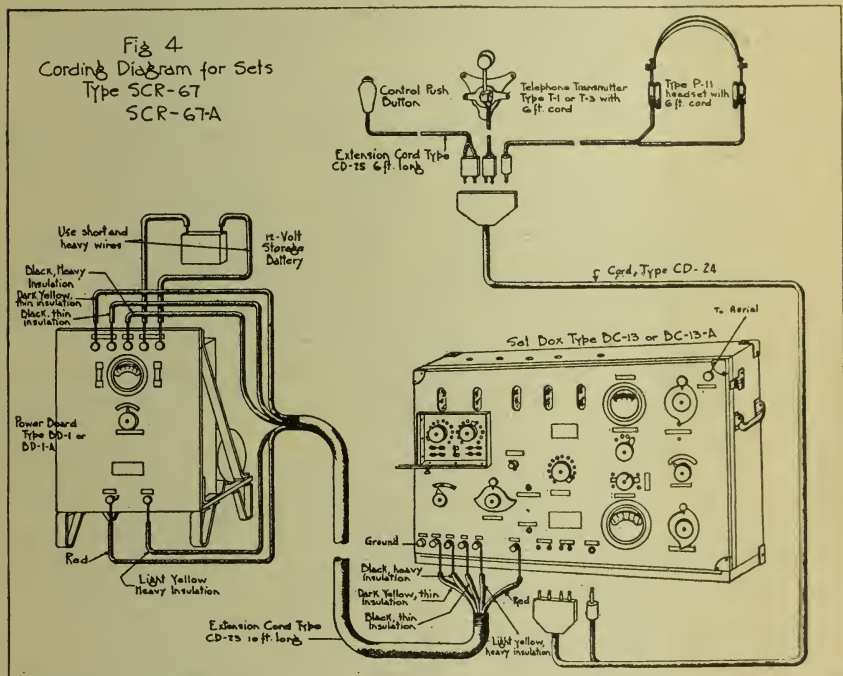 Fig 4
Cording Diagram for Sets
Type SCR-67
SCR-67-A
Control Push
Button
Telephone Transmitter
Type T-1 or T-3 with
6 ft. cord
Type P-11
headset with
6 ft. cord
Extension Cord Type
CD-25 6 ft. long
Use short and
heavy wires
12-Volt
Storage
Battery
Black, Heavy
Insulation
Dark Yellow,
thin insulation
Black, thin
insulation
Cord, Type CD-24
To Aerial
Set Box Type BC-13 or BC-13-A
Power Board
Type BD-1 or
BD-1-A
Ground
Red
Light Yellow
Heavy Insulation
Black, heavy
insulation
Dark Yellow, thin
Insulation
Black, thin
Insulation
Red
Light yellow,
heavy insulation
Extension Cord Type
CD-23 10 ft. long